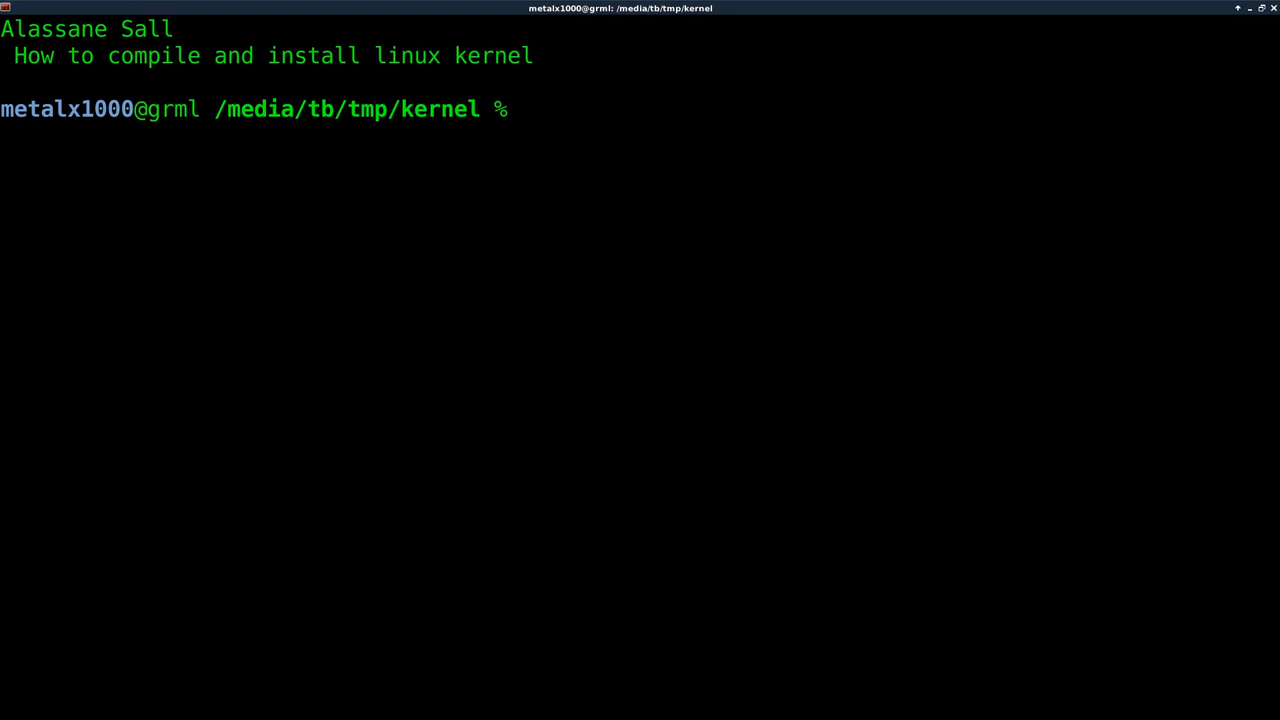 metalx1000@grml: /media/tb/tmp/kernel
Alassane Sall
How to compile and install linux kernel
metalx1000@grml /media/tb/tmp/kernel %